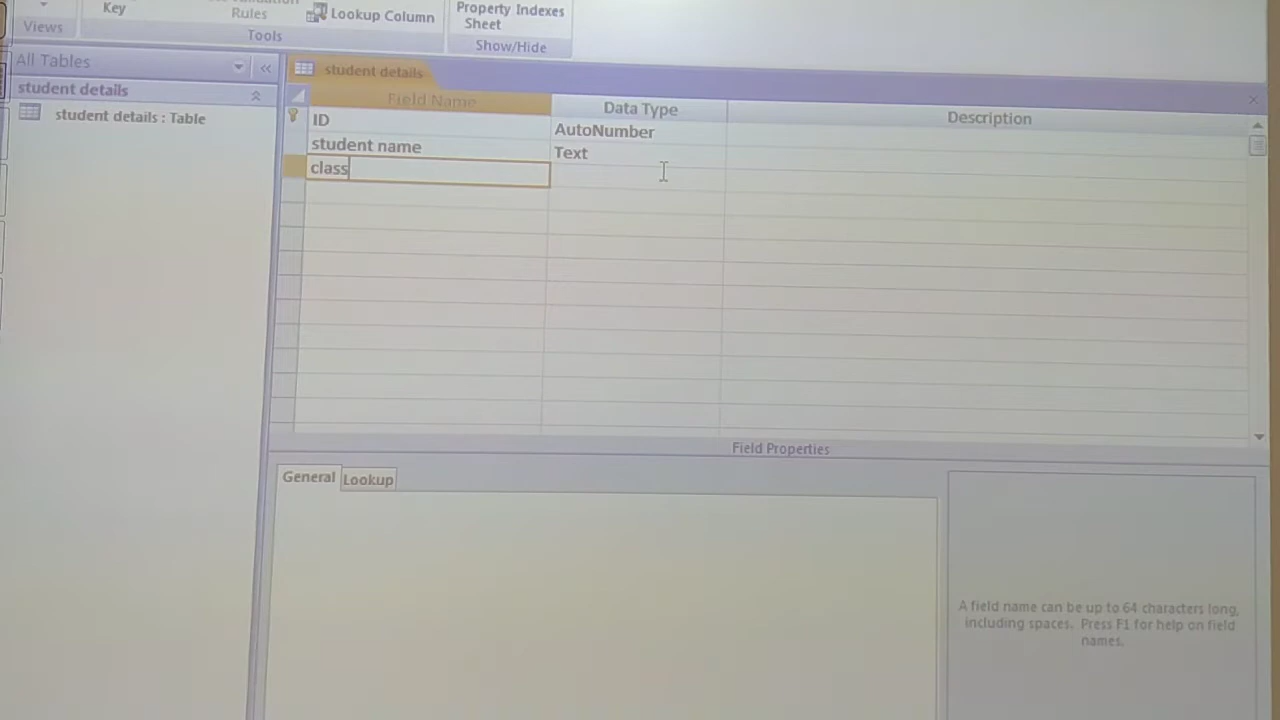 Key
Rules
Lookup Column
Property Indexes
Sheet
Views
Tools
Show/Hide
All Tables
student details
student details : Table
student details
Field Name
Data Type
Description
ID
AutoNumber
student name
Text
class
Field Properties
General
Lookup
A field name can be up to 64 characters long,
including spaces. Press F1 for help on field
names.